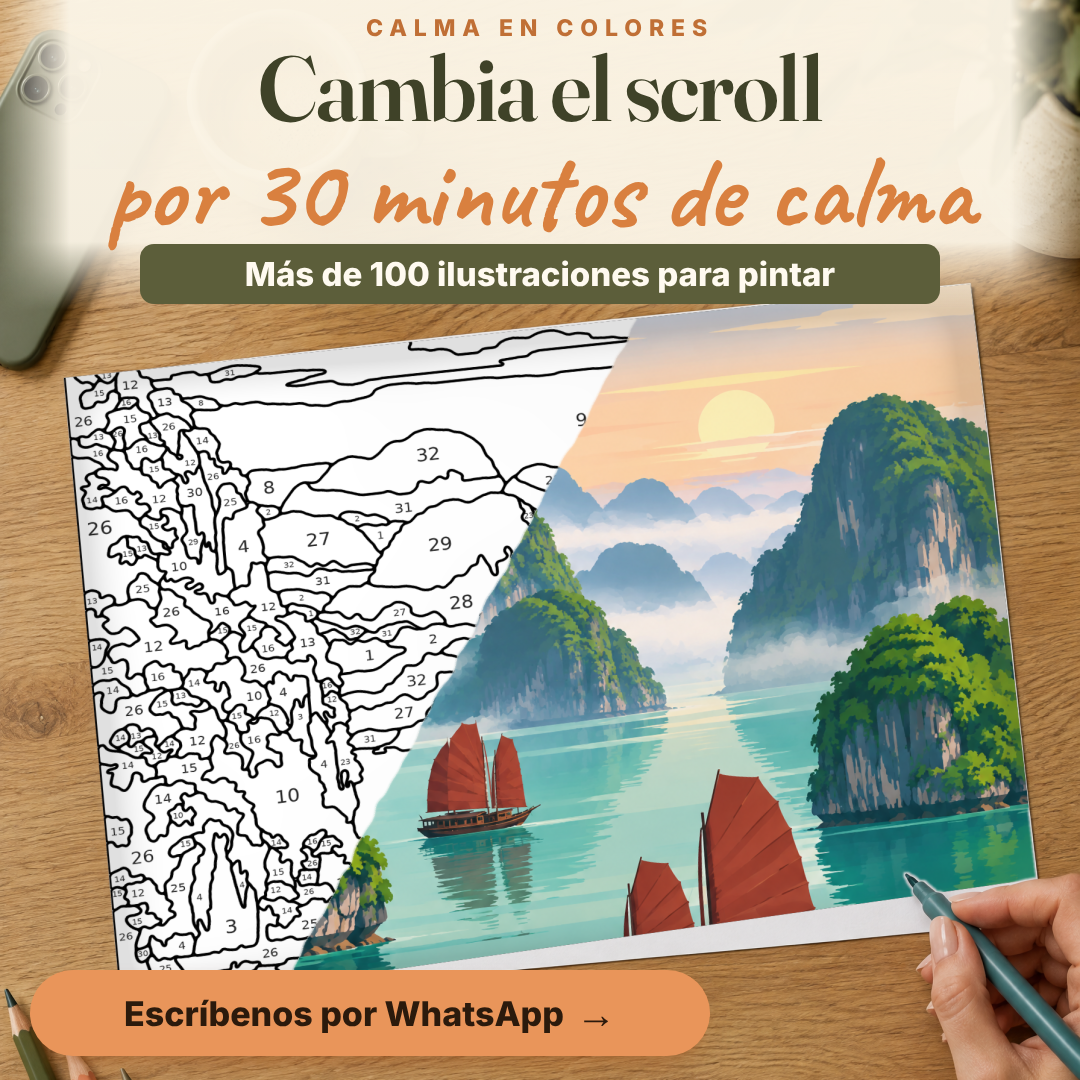 CALMA EN COLORES
Cambia el scroll
por 30 minutos de calma
Más de 100 ilustraciones para pintar
Escríbenos por WhatsApp →